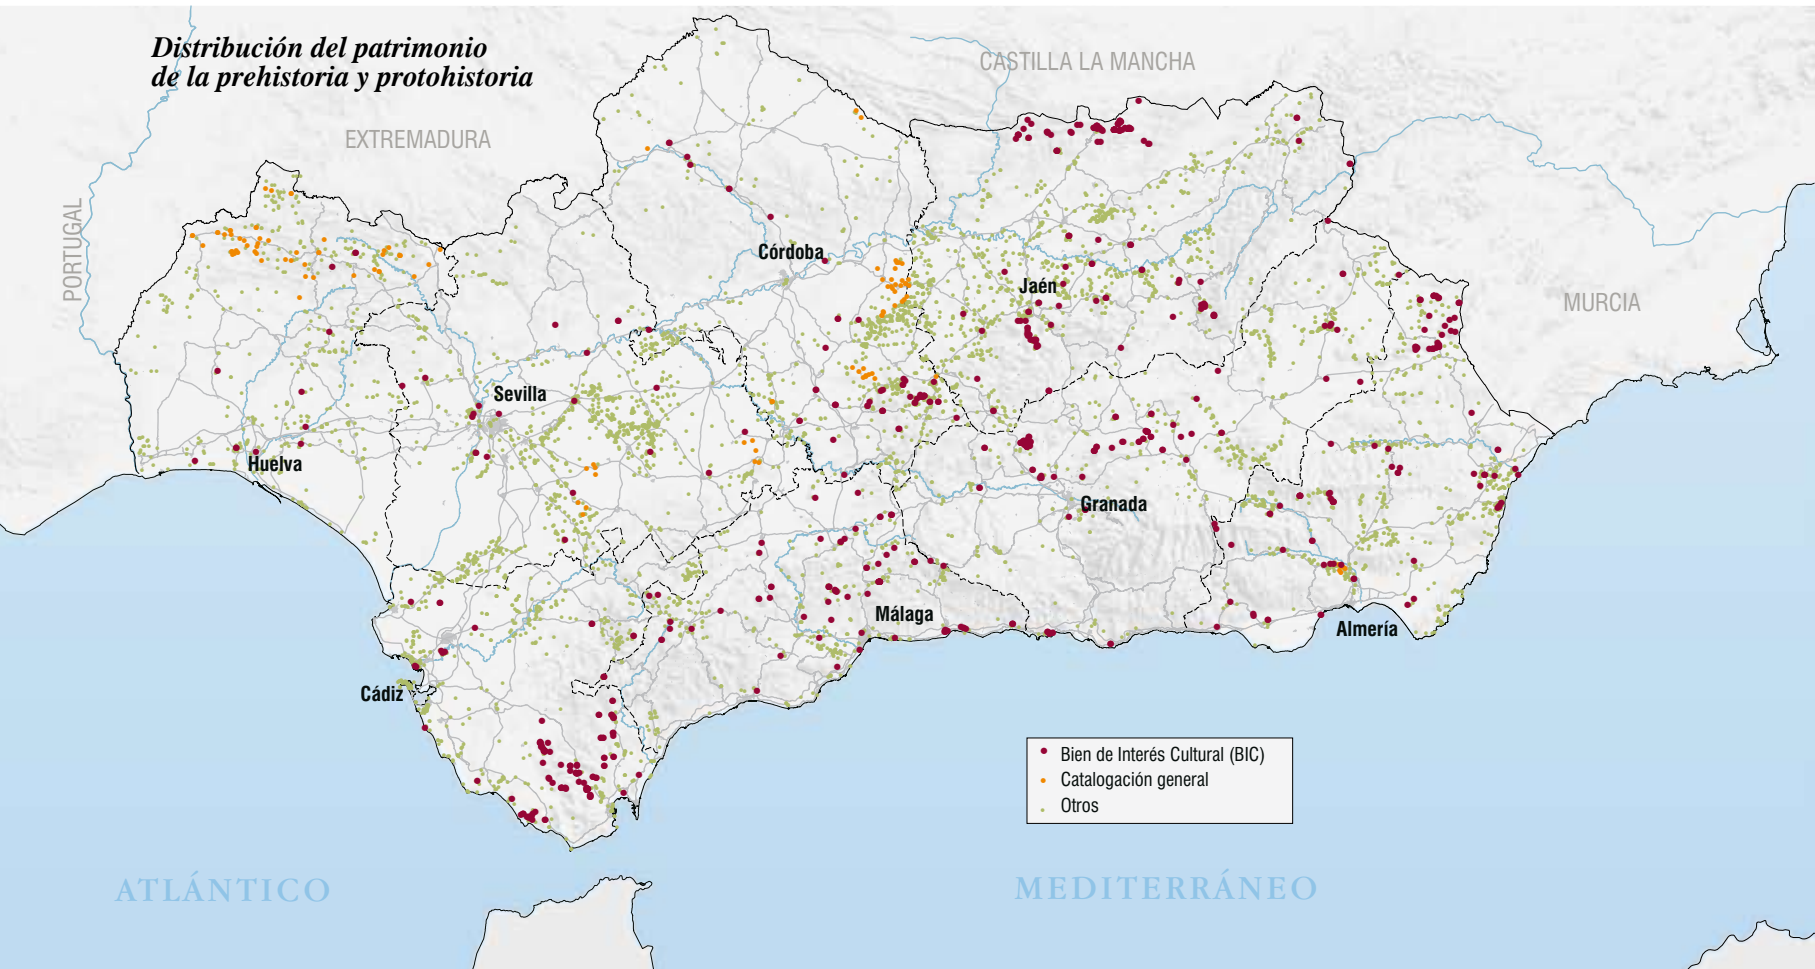 Distribución del patrimonio
de la prehistoria y protohistoria
CASTILLA LA MANCHA
EXTREMADURA
PORTUGAL
MURCIA
Córdoba
Jaén
Sevilla
Huelva
Granada
Málaga
Almería
Cádiz
Bien de Interés Cultural (BIC)
Catalogación general
Otros
ATLÁNTICO
MEDITERRÁNEO